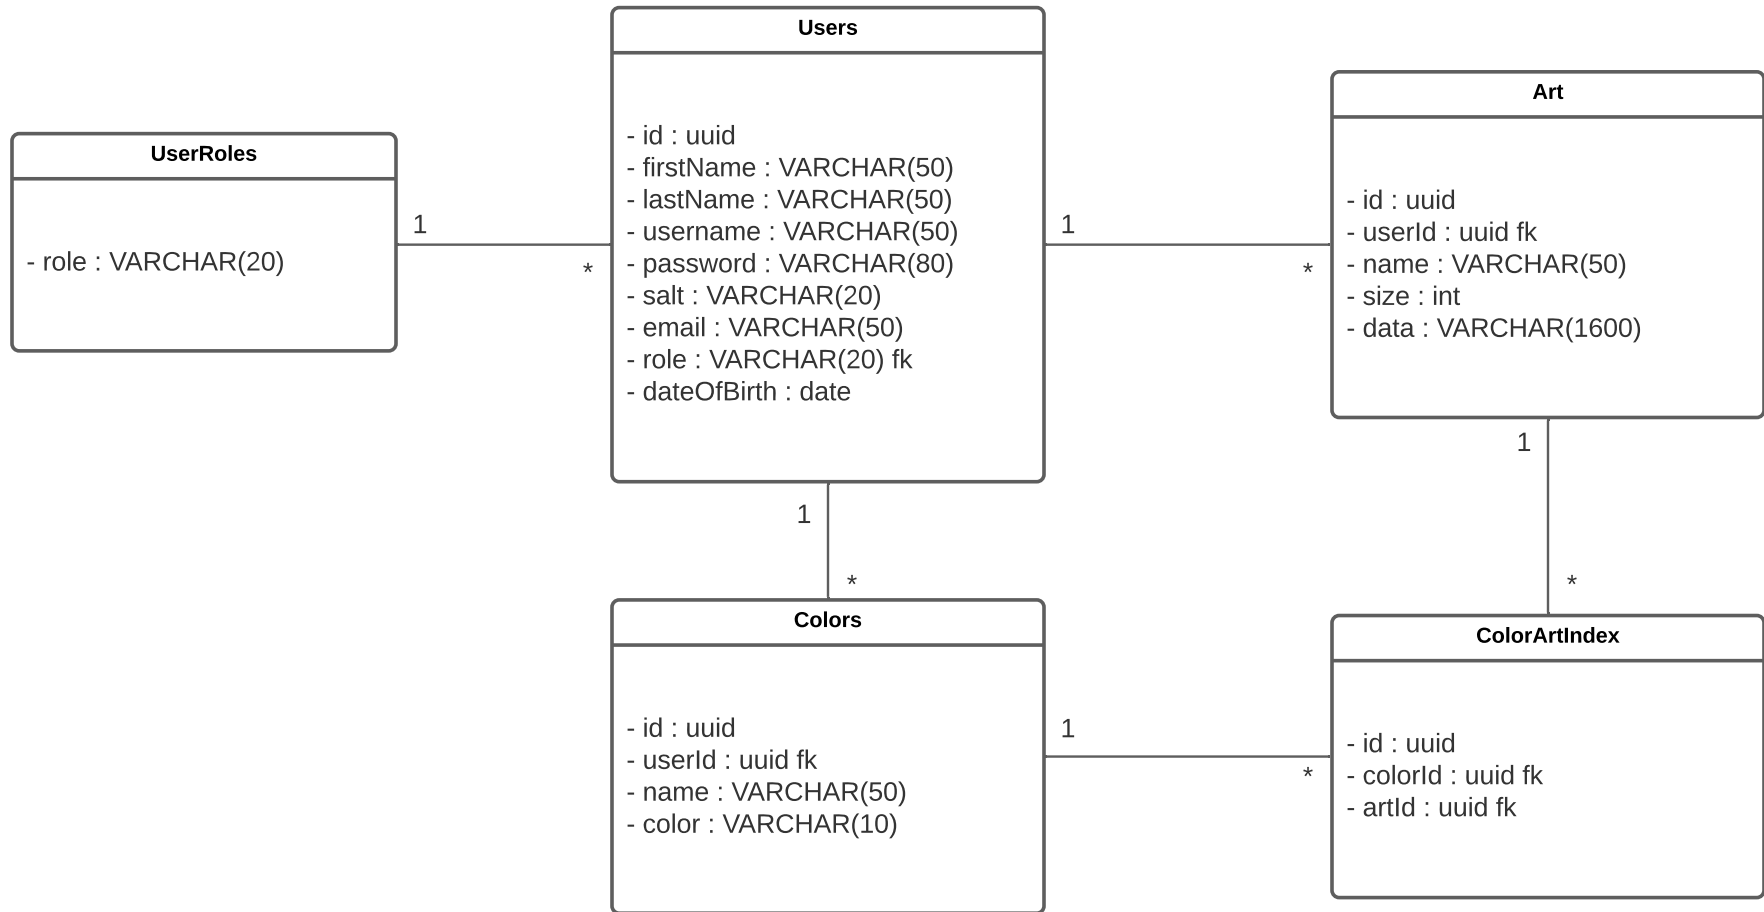 Users
- id : uuid
- firstName : VARCHAR(50)
- lastName : VARCHAR(50)
- username : VARCHAR(50)
- password : VARCHAR(80)
- salt : VARCHAR(20)
- email : VARCHAR(50)
- role : VARCHAR(20) fk
- dateOfBirth : date
Art
- id : uuid
- userId : uuid fk
- name : VARCHAR(50)
- size : int
- data : VARCHAR(1600)
UserRoles
- role : VARCHAR(20)
1
*
1
*
1
*
1
*
Colors
- id : uuid
- userId : uuid fk
- name : VARCHAR(50)
- color : VARCHAR(10)
1
*
ColorArtIndex
- id : uuid
- colorId : uuid fk
- artId : uuid fk